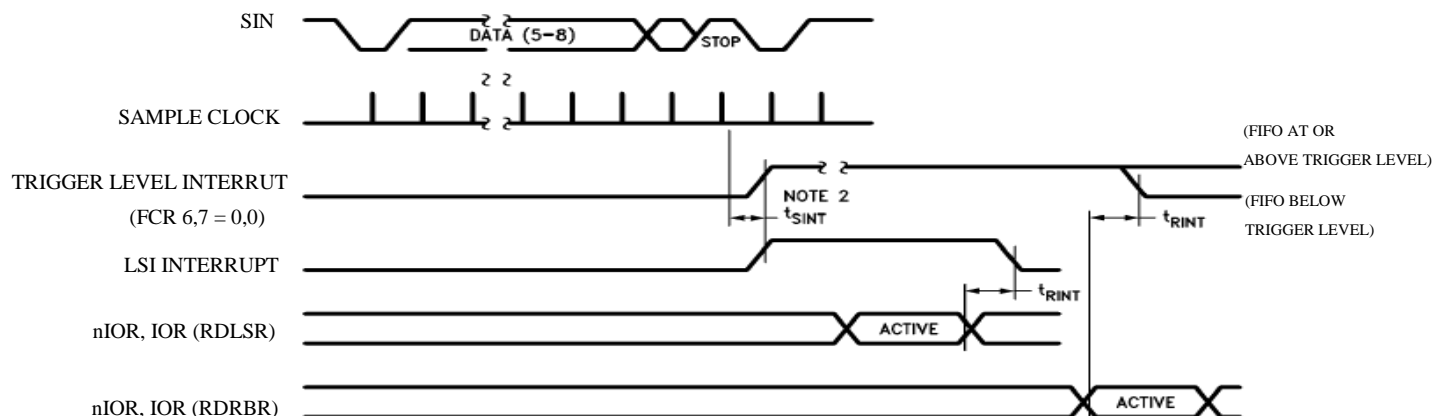 SIN
DATA (5-8)
STOP
SAMPLE CLOCK
(FIFO AT OR
ABOVE TRIGGER LEVEL)
TRIGGER LEVEL INTERRUT
(FCR 6,7 = 0,0)
NOTE 2
tSINT
tRINT
(FIFO BELOW
TRIGGER LEVEL)
LSI INTERRUPT
tRINT
nIOR, IOR (RDLSR)
ACTIVE
nIOR, IOR (RDRBR)
ACTIVE